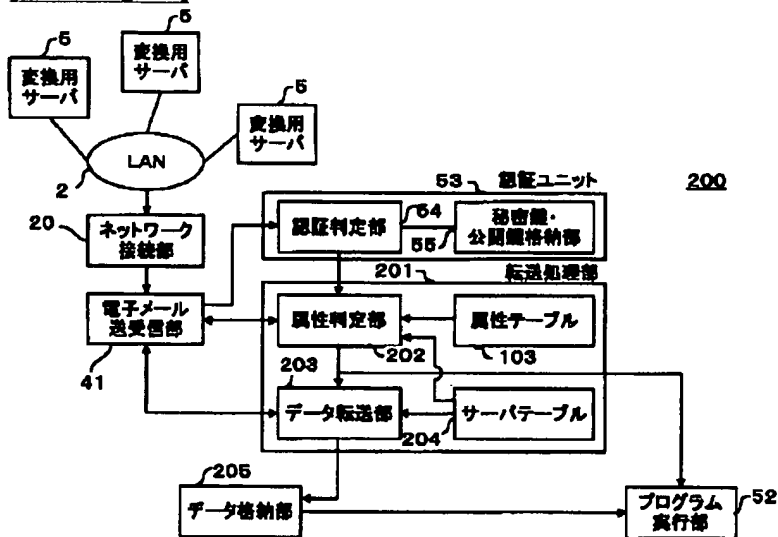 5
変換用
サーバ
5
変換用
サーバ
5
変換用
サーバ
LAN
2
20
ネットワーク
接続部
電子メール
送受信部
41
53
認証ユニット
200
認証判定部
54
55
秘密鍵・
公開鍵格納部
201
転送処理部
属性判定部
202
属性テーブル
103
203
データ転送部
204
サーバテーブル
205
データ格納部
プログラム
実行部
52